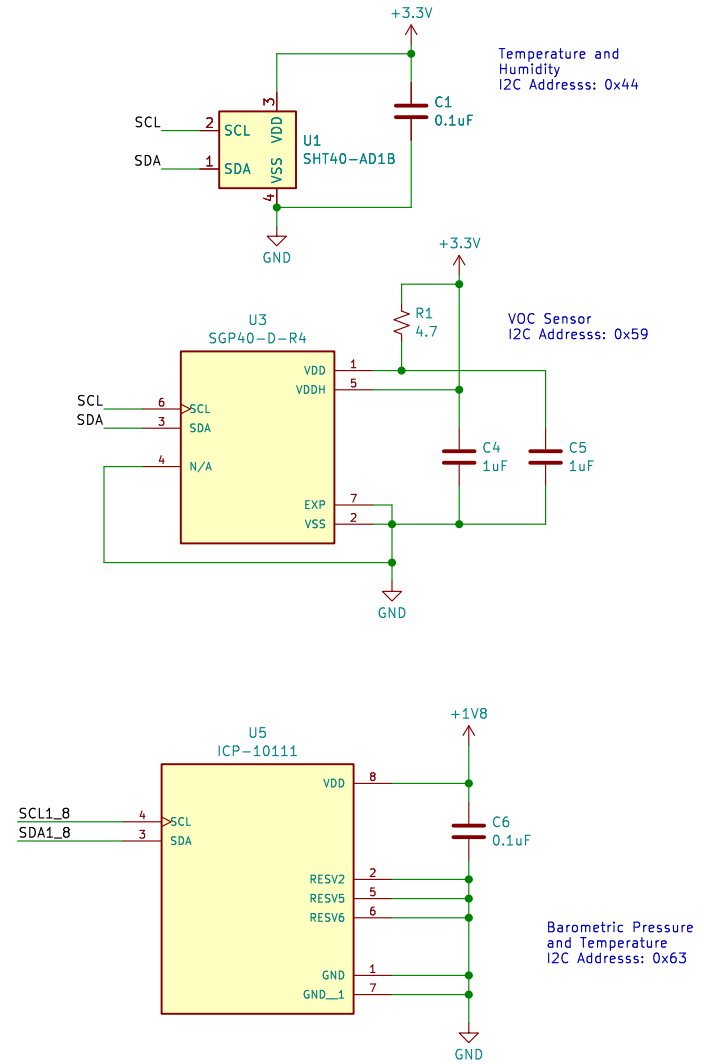 +3.3V
Temperature and
Humidity
I2C Addresss: 0x44
C1
0.1uF
3
VDD
SCL
2
SCL
U1
SHT40-AD1B
SDA
1
SDA
VSS
4
GND
+3.3V
U3
SGP40-D-R4
R1
4.7
VOC Sensor
I2C Addresss: 0x59
VDD
1
VDDH
5
SCL
6
SCL
SDA
3
SDA
4
N/A
C4
1uF
C5
1uF
EXP
7
VSS
2
GND
+1V8
U5
ICP-10111
VDD
8
SCL1_8
4
SCL
SDA1_8
3
SDA
C6
0.1uF
RESV2
2
RESV5
5
RESV6
6
Barometric Pressure
and Temperature
I2C Addresss: 0x63
GND
1
GND__1
7
GND